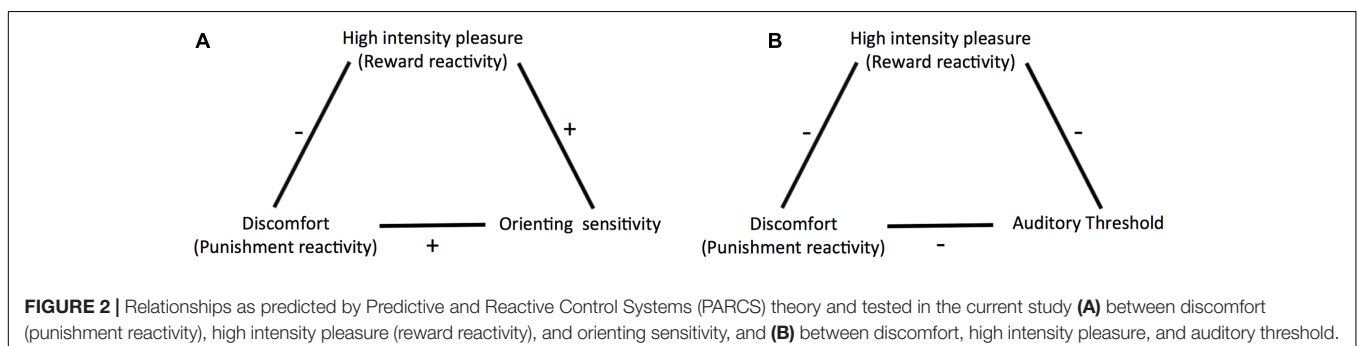 A
High intensity pleasure
(Reward reactivity)
-
+
Discomfort
(Punishment reactivity)
+
Orienting sensitivity
B
High intensity pleasure
(Reward reactivity)
-
-
Discomfort
(Punishment reactivity)
-
Auditory Threshold
FIGURE 2 | Relationships as predicted by Predictive and Reactive Control Systems (PARCS) theory and tested in the current study (A) between discomfort
(punishment reactivity), high intensity pleasure (reward reactivity), and orienting sensitivity, and (B) between discomfort, high intensity pleasure, and auditory threshold.